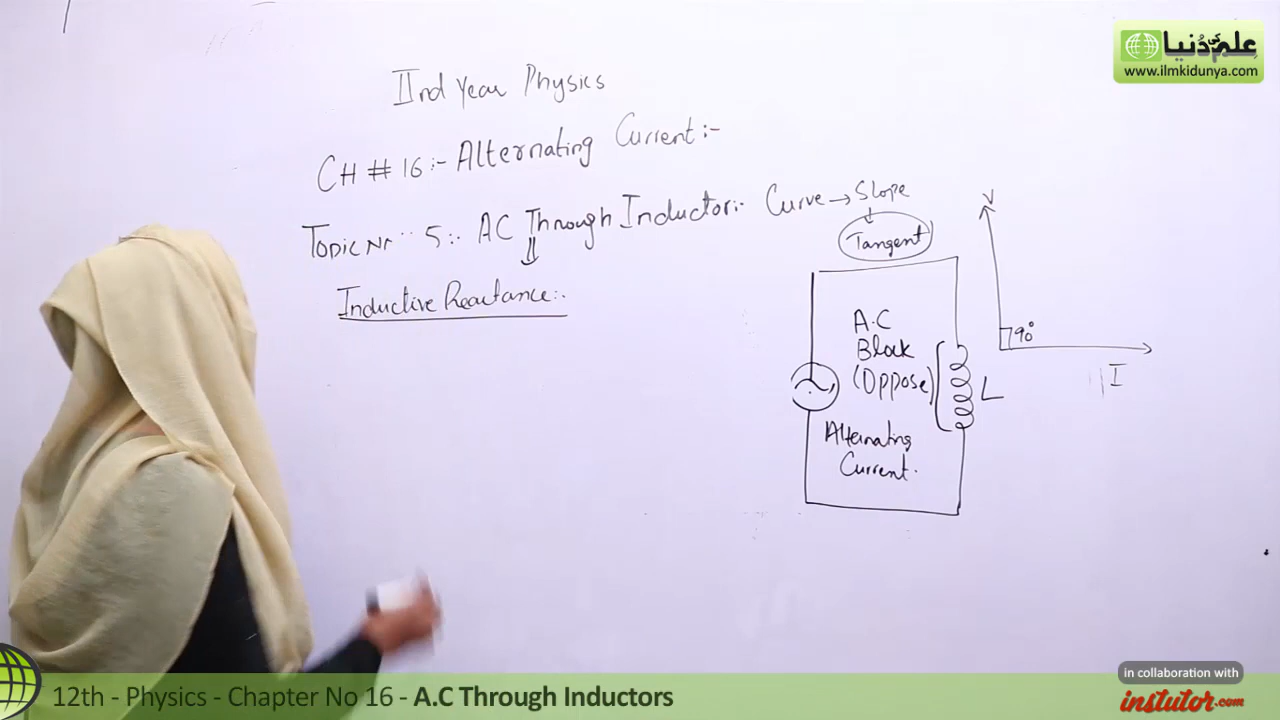 علم کی دُنیا
www.ilmkidunya.com
IInd Year Physics
CH # 16:- Alternating Current:-
Topic Nr 5:- AC Through Inductor:-
Curve → Slope
Tangent
Inductive Reactance:-
V
90°
I
A.C
Block
(Oppose)
L
Alternating
Current.
in collaboration with
instutor.com
12th - Physics - Chapter No 16 - A.C Through Inductors